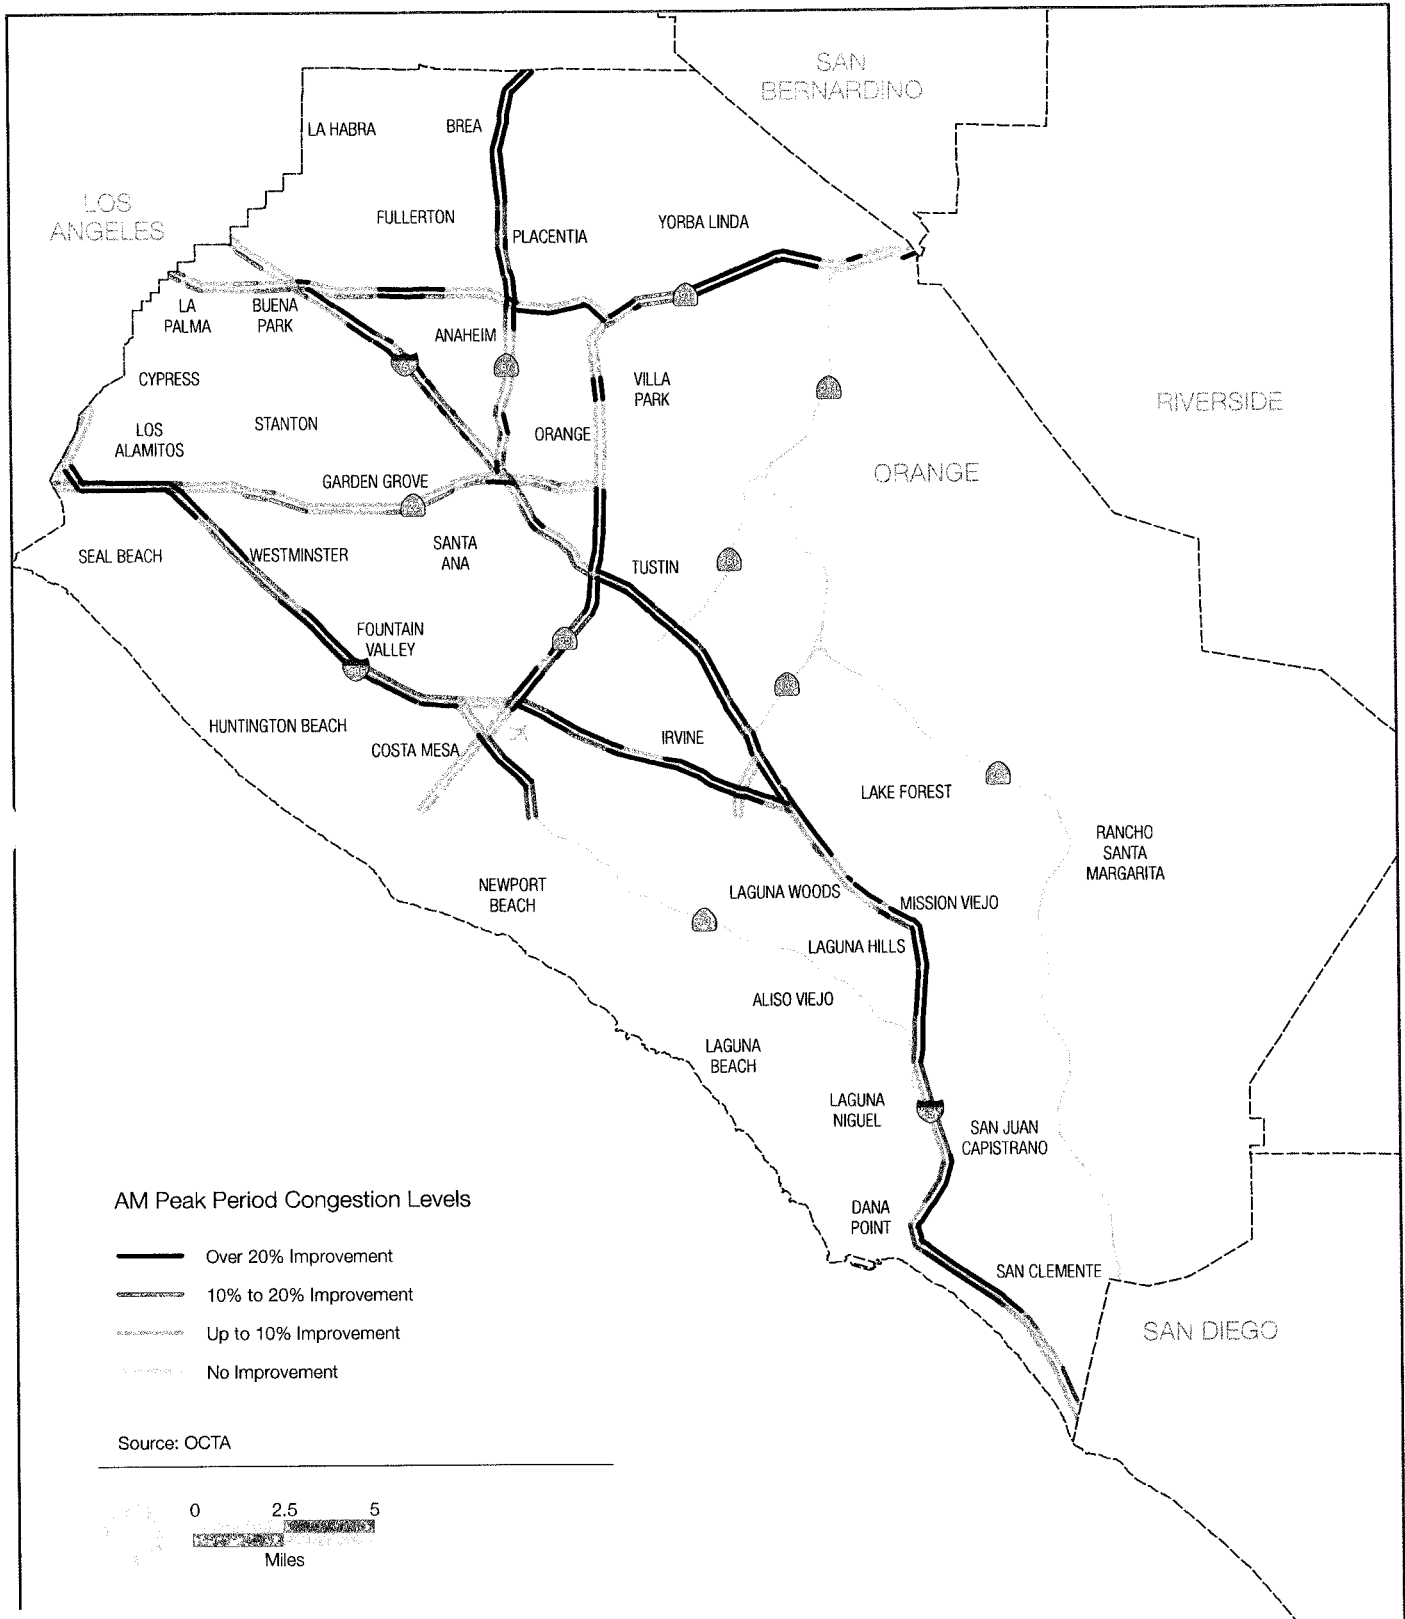 SAN
BERNARDINO
LA HABRA
BREA
LOS
ANGELES
FULLERTON
PLACENTIA
YORBA LINDA
LA
PALMA
BUENA
PARK
ANAHEIM
CYPRESS
VILLA
PARK
RIVERSIDE
LOS
ALAMITOS
STANTON
ORANGE
ORANGE
GARDEN GROVE
SEAL BEACH
WESTMINSTER
SANTA
ANA
TUSTIN
FOUNTAIN
VALLEY
HUNTINGTON BEACH
COSTA MESA
IRVINE
LAKE FOREST
RANCHO
SANTA
MARGARITA
NEWPORT
BEACH
LAGUNA WOODS
MISSION VIEJO
LAGUNA HILLS
ALISO VIEJO
LAGUNA
BEACH
LAGUNA
NIGUEL
SAN JUAN
CAPISTRANO
DANA
POINT
SAN CLEMENTE
SAN DIEGO
AM Peak Period Congestion Levels
Over 20% Improvement
10% to 20% Improvement
Up to 10% Improvement
No Improvement
Source: OCTA
0 2.5 5
Miles